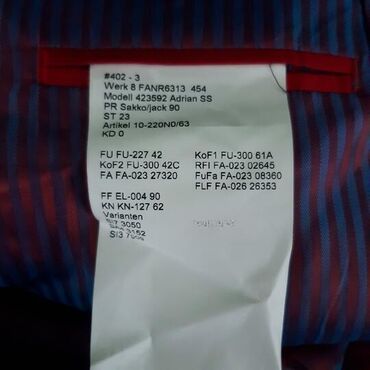 #402 - 3
Werk 8 FANR6313 454
Modell 423592 Adrian SS
PR Sakko/jack 90
ST 23
Artikel 10-220N0/63
KD 0
FU FU-227 42 KoF1 FU-300 61A
KoF2 FU-300 42C RFI FA-023 02645
FA FA-023 27320 FuFa FA-023 08360
FLF FA-026 26353
FF EL-004 90
KN KN-127 62
Varianten
3050
3152
SI3